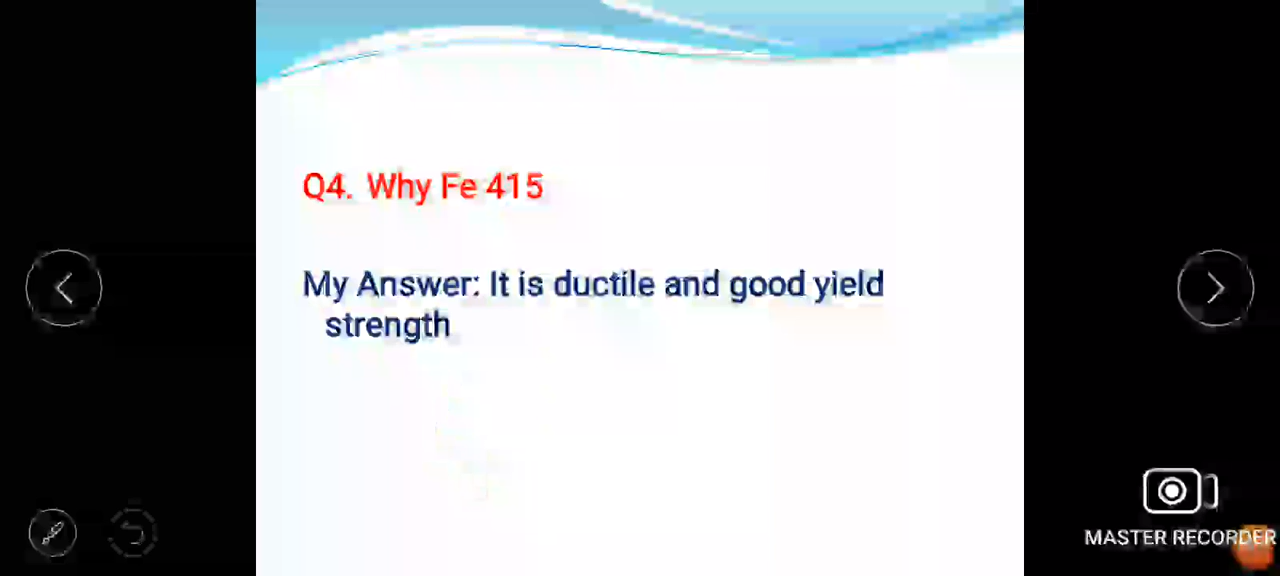 Q4. Why Fe 415
My Answer: It is ductile and good yield
strength
MASTER RECORDER